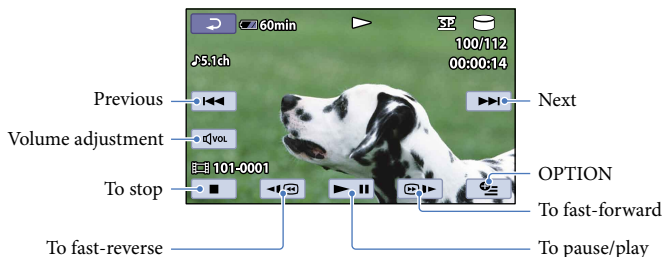 60min
SP
100/112
♪5.1ch
00:00:14
Previous
Next
Volume adjustment
VOL
101-0001
OPTION
To stop
To fast-forward
To fast-reverse
To pause/play